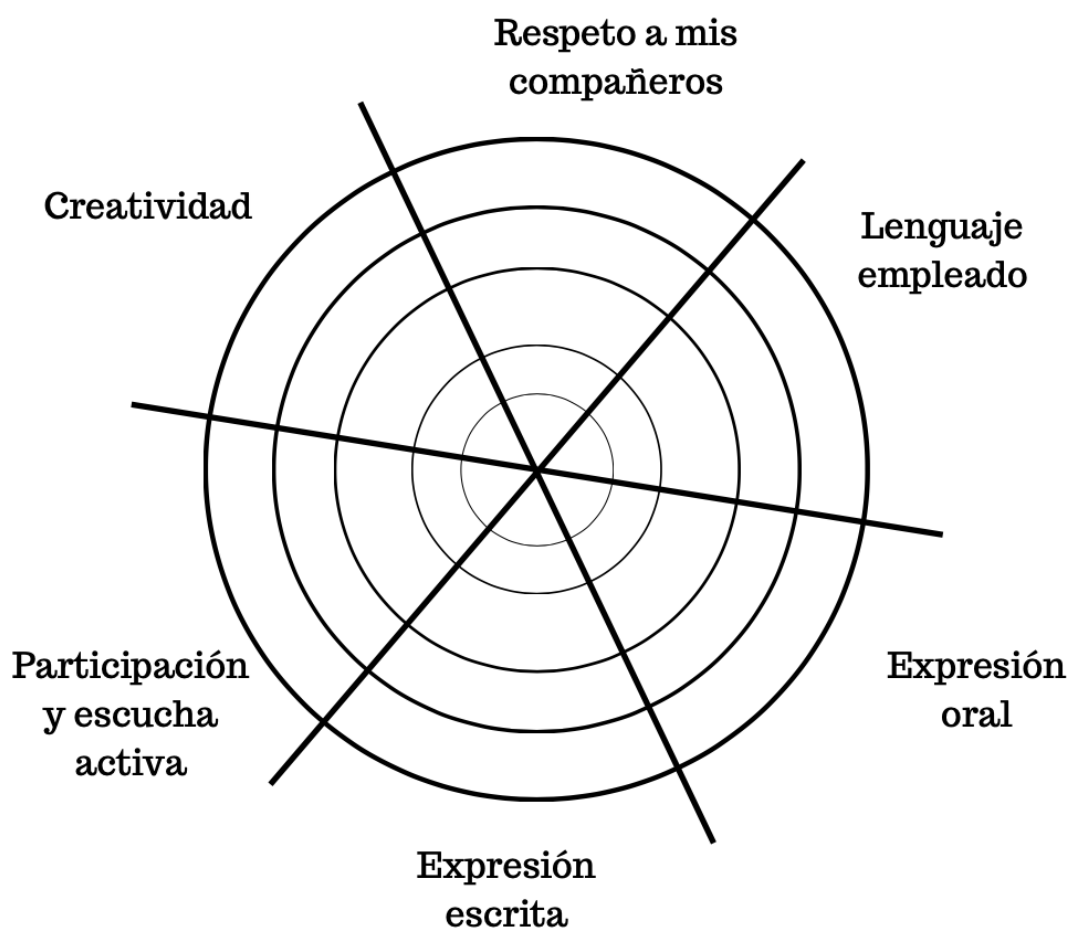 Respeto a mis
compañeros
Creatividad
Lenguaje
empleado
Participación
y escucha
activa
Expresión
oral
Expresión
escrita